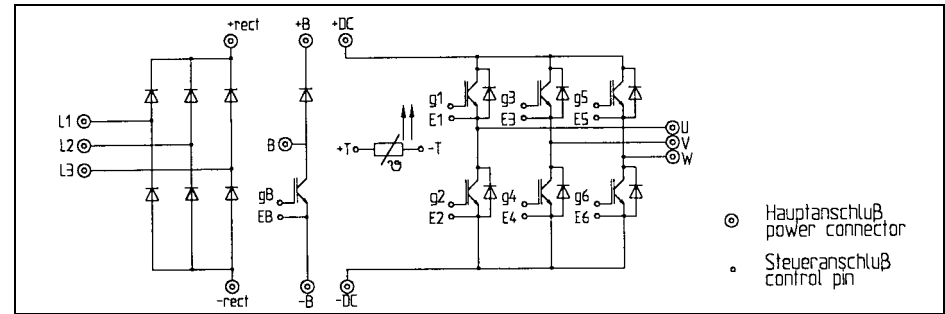 +rect +B +DC
g1 g3 g5
E1 E3 E5
L1
L2
L3
B
+T -T
ϑ
U
V
W
gB
EB
g2 g4 g6
E2 E4 E6
-rect -B -DC
Hauptanschluß
power connector
Steueranschluß
control pin